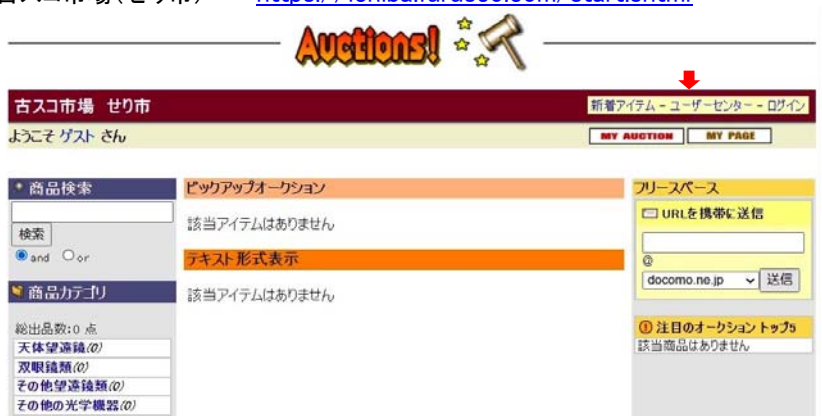 古スコ市場(せり市)
Auctions!
古スコ市場 せり市
新着アイテム - ユーザーセンター - ログイン
ようこそ ゲスト さん
MY AUCTION MY PAGE
商品検索
検索
and or
商品カテゴリ
総出品数:0 点
天体望遠鏡(0)
双眼鏡類(0)
その他望遠鏡類(0)
その他の光学機器(0)
ピックアップオークション
該当アイテムはありません
テキスト形式表示
該当アイテムはありません
フリースペース
URLを携帯に送信
@
docomo.ne.jp 送信
注目のオークショントップ5
該当商品はありません